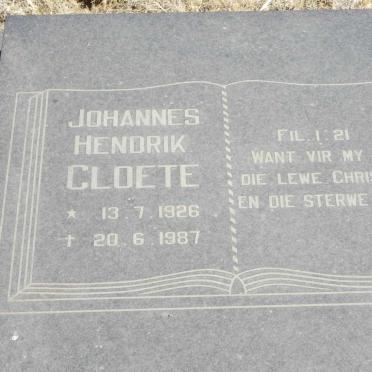 JOHANNES
HENDRIK
CLOETE
* 13.7.1926
† 20.6.1987
FIL. 1:21
WANT VIR MY
DIE LEWE CHRIS
EN DIE STERWE